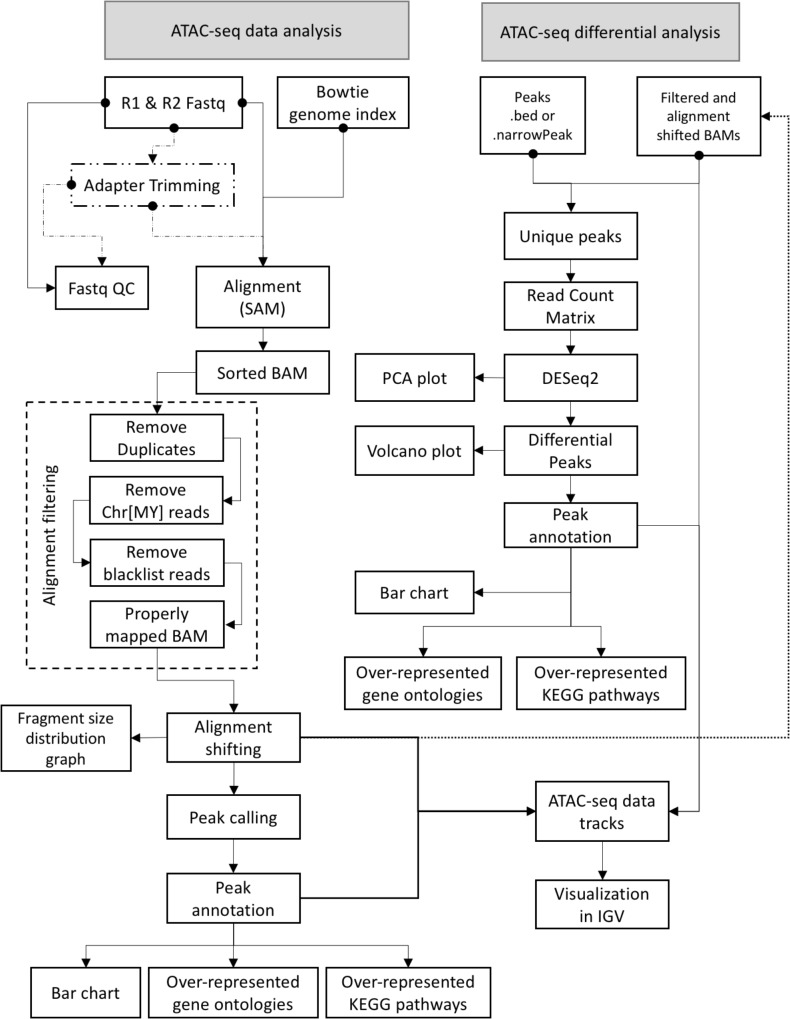 ATAC-seq data analysis
R1 & R2 Fastq
Bowtie
genome index
Adapter Trimming
Fastq QC
Alignment
(SAM)
Sorted BAM
Alignment filtering
Remove
Duplicates
Remove
Chr[MY] reads
Remove
blacklist reads
Properly
mapped BAM
Fragment size
distribution
graph
Alignment
shifting
Peak calling
Peak
annotation
Bar chart
Over-represented
gene ontologies
Over-represented
KEGG pathways
ATAC-seq differential analysis
Peaks
.bed or
.narrowPeak
Filtered and
alignment
shifted BAMs
Unique peaks
Read Count
Matrix
PCA plot
DESeq2
Volcano plot
Differential
Peaks
Peak
annotation
Bar chart
Over-represented
gene ontologies
Over-represented
KEGG pathways
ATAC-seq data
tracks
Visualization
in IGV